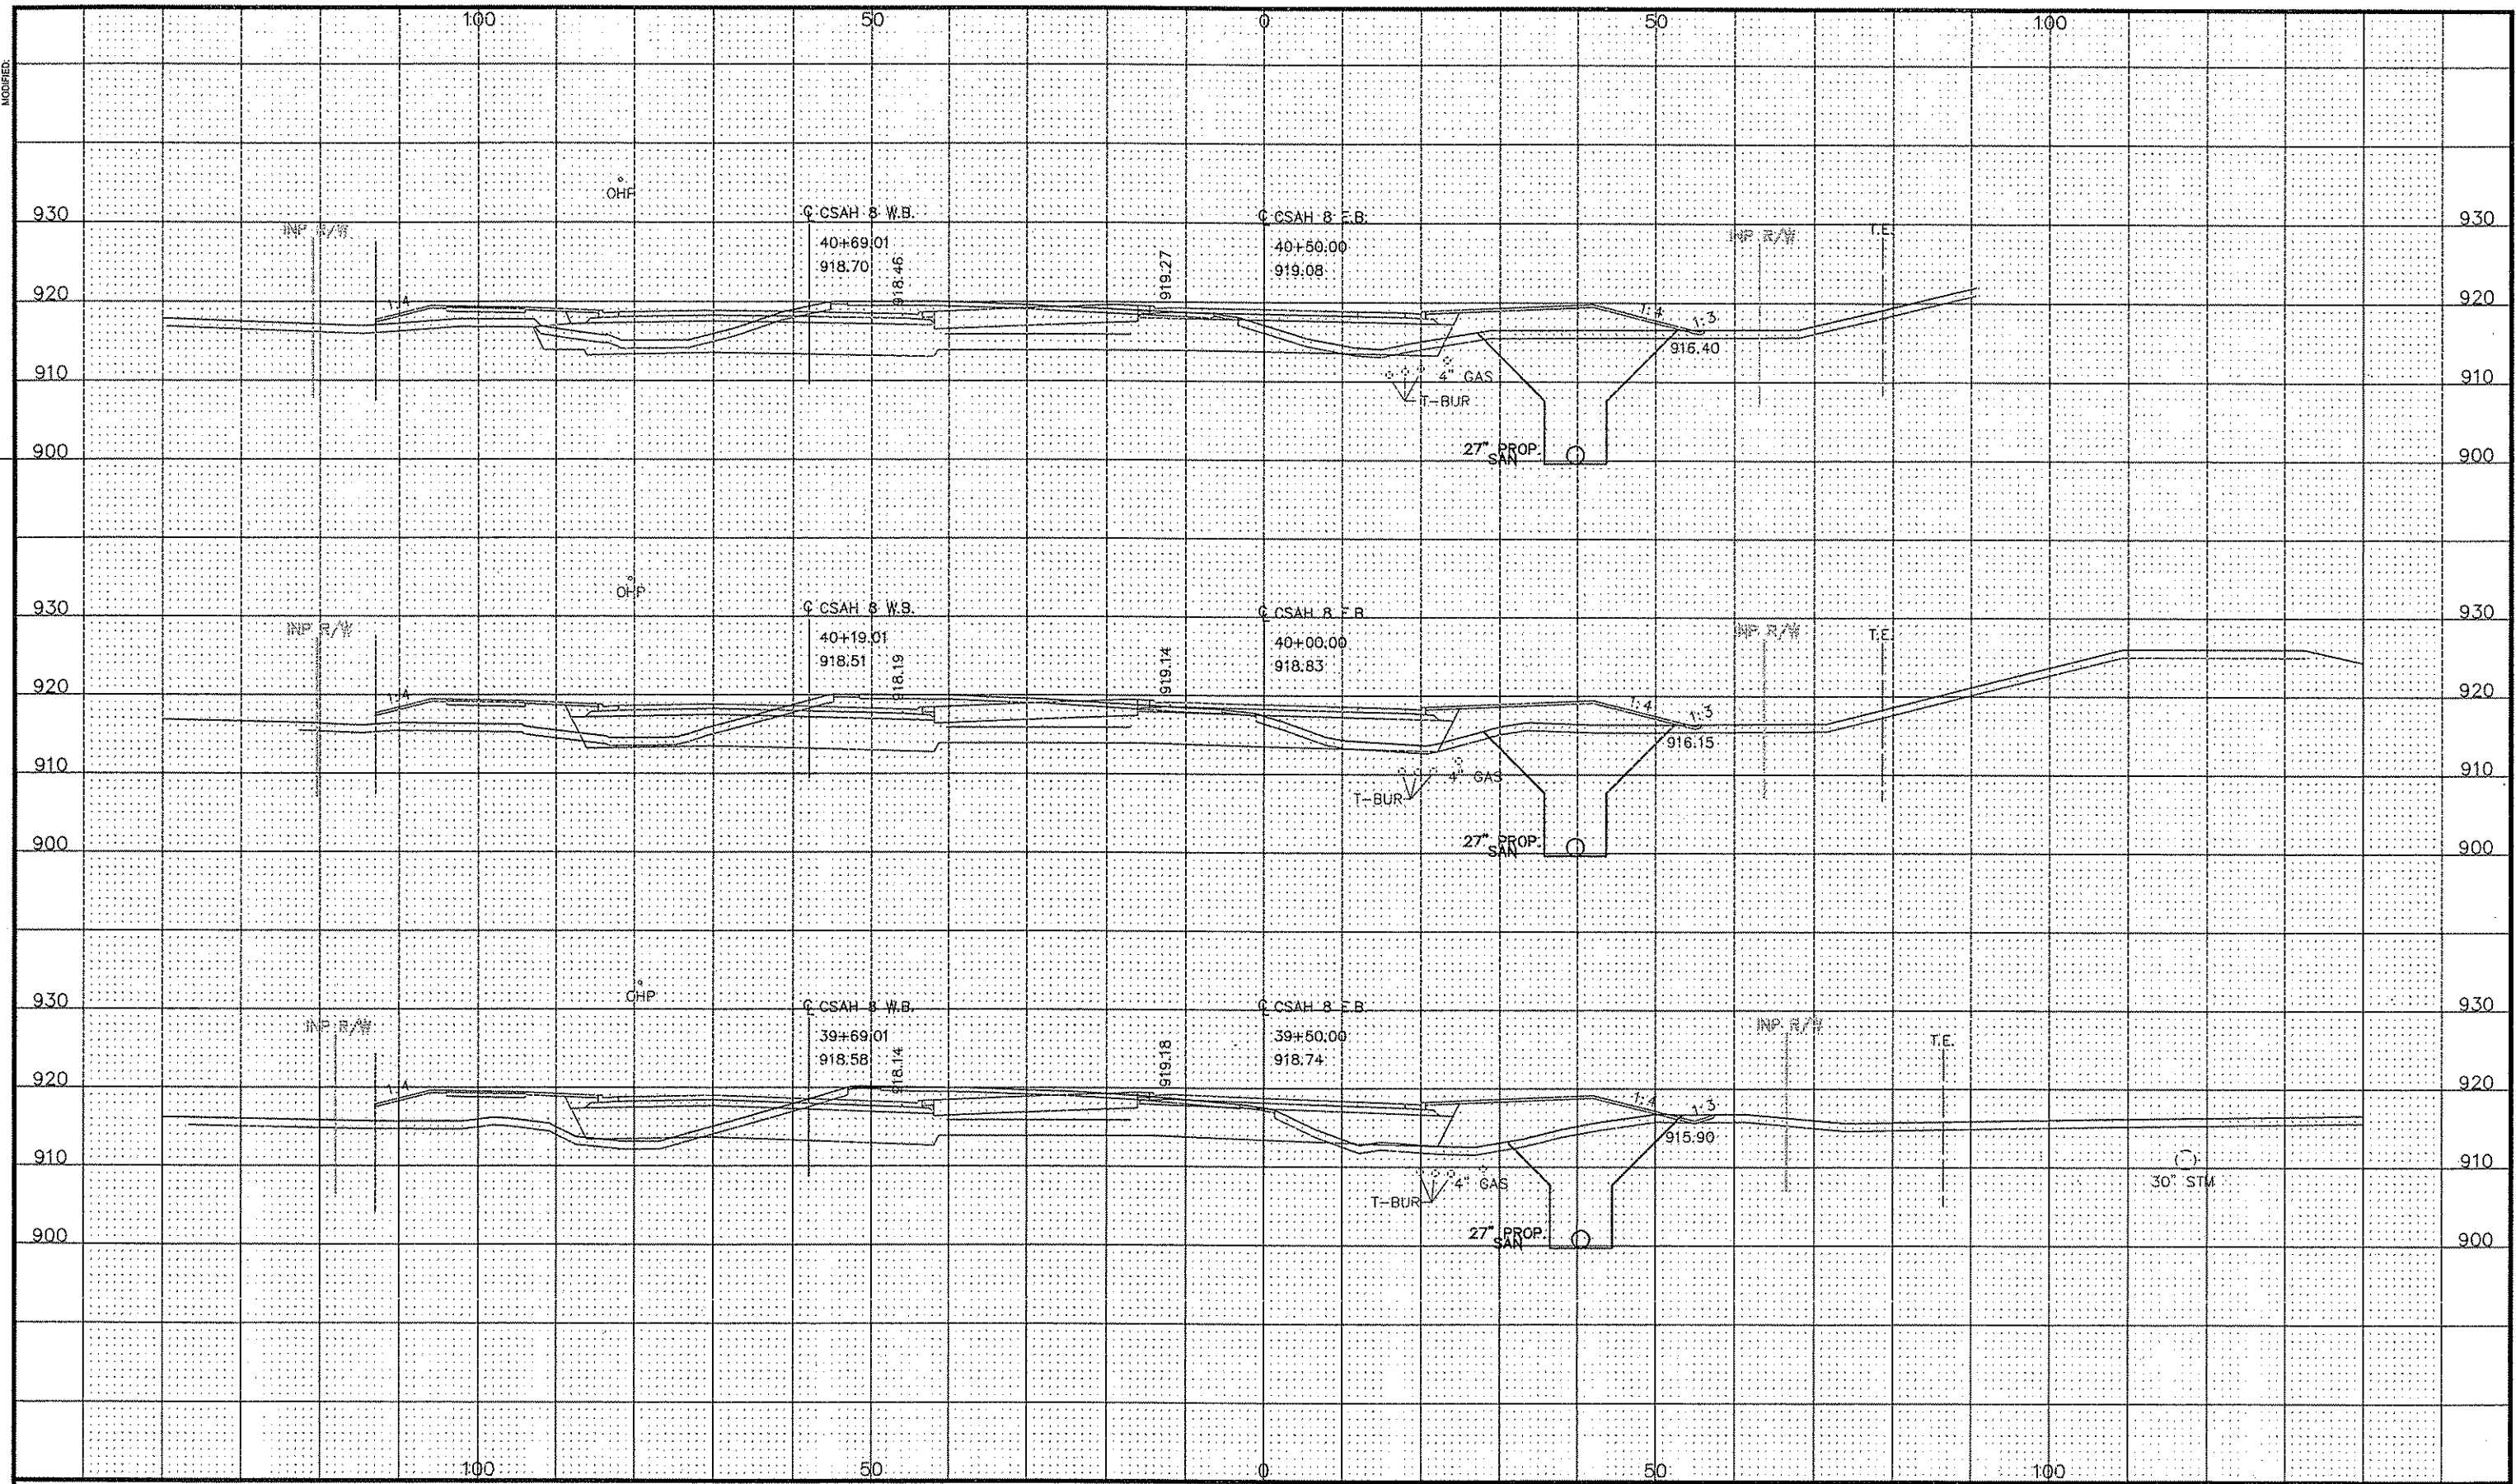 MODIFIED:
100 50 0 50 100
OHP
930 930
INP R/W
℄ CSAH 8 W.B.
40+69.01
918.70
918.46
919.27
℄ CSAH 8 E.B.
40+50.00
919.08
INP R/W
T.E.
920 920
1:4
1:4
1:3
916.40
910 910
4" GAS
T-BUR
27" PROP.
SAN
900 900
OHP
930 930
INP R/W
℄ CSAH 8 W.B.
40+19.01
918.51
918.19
919.14
℄ CSAH 8 E.B.
40+00.00
918.83
INP R/W
T.E.
920 920
1:4
1:4
1:3
916.15
910 910
4" GAS
T-BUR
27" PROP.
SAN
900 900
OHP
930 930
INP R/W
℄ CSAH 8 W.B.
39+69.01
918.58
918.14
919.18
℄ CSAH 8 E.B.
39+50.00
918.74
INP R/W
T.E.
920 920
1:4
1:4
1:3
915.90
910 910
4" GAS
T-BUR
30" STM
27" PROP.
SAN
900 900
100 50 0 50 100